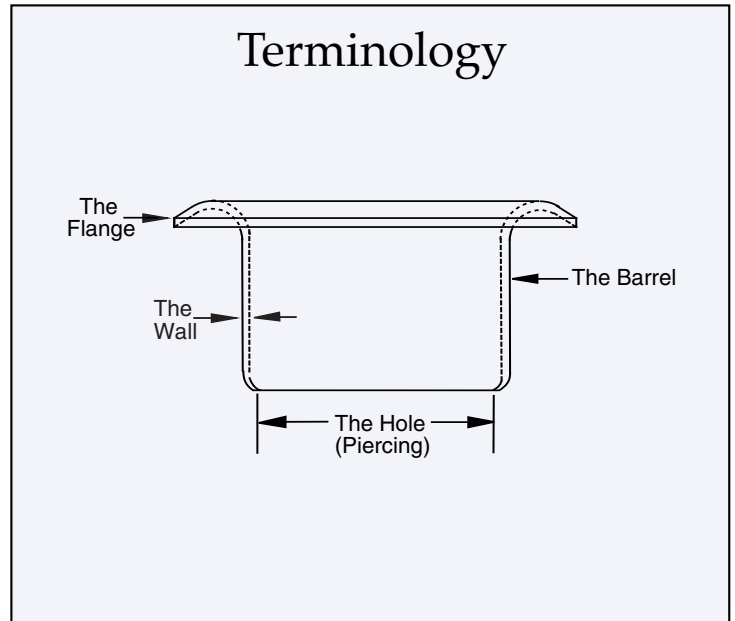 Terminology
The
Flange
The Barrel
The
Wall
The Hole
(Piercing)